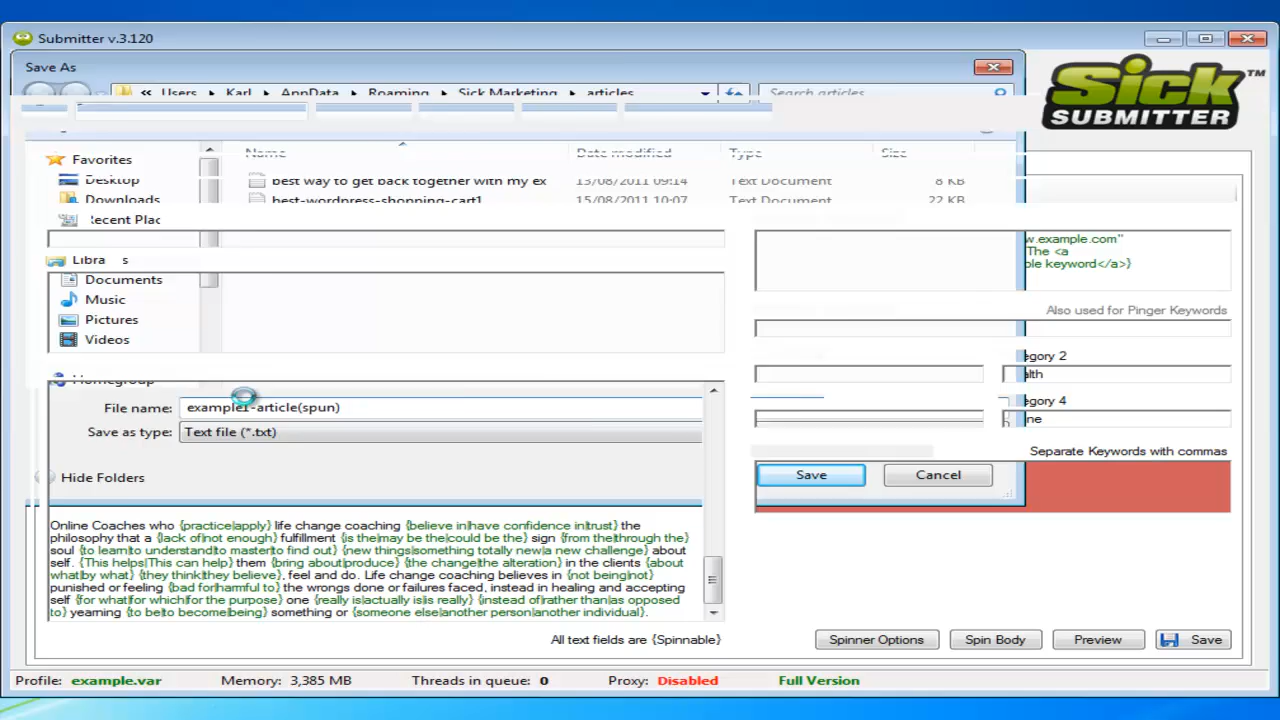 Submitter v.3.120
Save As
Sick
SUBMITTER™
« Users Karl AppData Roaming Sick Marketing articles
Search articles
Favorites
Desktop
Downloads
Recent Plac
Libra s
Documents
Music
Pictures
Videos
Homegroup
Name Date modified Type Size
best way to get back together with my ex 13/08/2011 09:14 Text Document 8 KB
best-wordpress-shopping-cart1 15/08/2011 10:07 Text Document 22 KB
w.example.com"
The <a
ble keyword</a>}
Also used for Pinger Keywords
egory 2
alth
egory 4
ne
Separate Keywords with commas
File name: example1-article(spun)
Save as type: Text file (*.txt)
Hide Folders
Save Cancel
Online Coaches who {practice|apply} life change coaching {believe in|have confidence in|trust} the
philosophy that a {lack of|not enough} fulfillment {is the|may be the|could be the} sign {from the|through the}
soul {to learn|to understand|to master|to find out} {new things|something totally new|a new challenge} about
self. {This helps|This can help} them {bring about|produce} {the change|the alteration} in the clients {about
what|by what} {they think|they believe}, feel and do. Life change coaching believes in {not being|not}
punished or feeling {bad for|harmful to} the wrongs done or failures faced, instead in healing and accepting
self {for what|for which|for the purpose} one {really is|actually is|is really} {instead of|rather than|as opposed
to} yearning {to be|to become|being} something or {someone else|another person|another individual}.
All text fields are {Spinnable}
Spinner Options Spin Body Preview Save
Profile: example.var Memory: 3,385 MB Threads in queue: 0 Proxy: Disabled Full Version